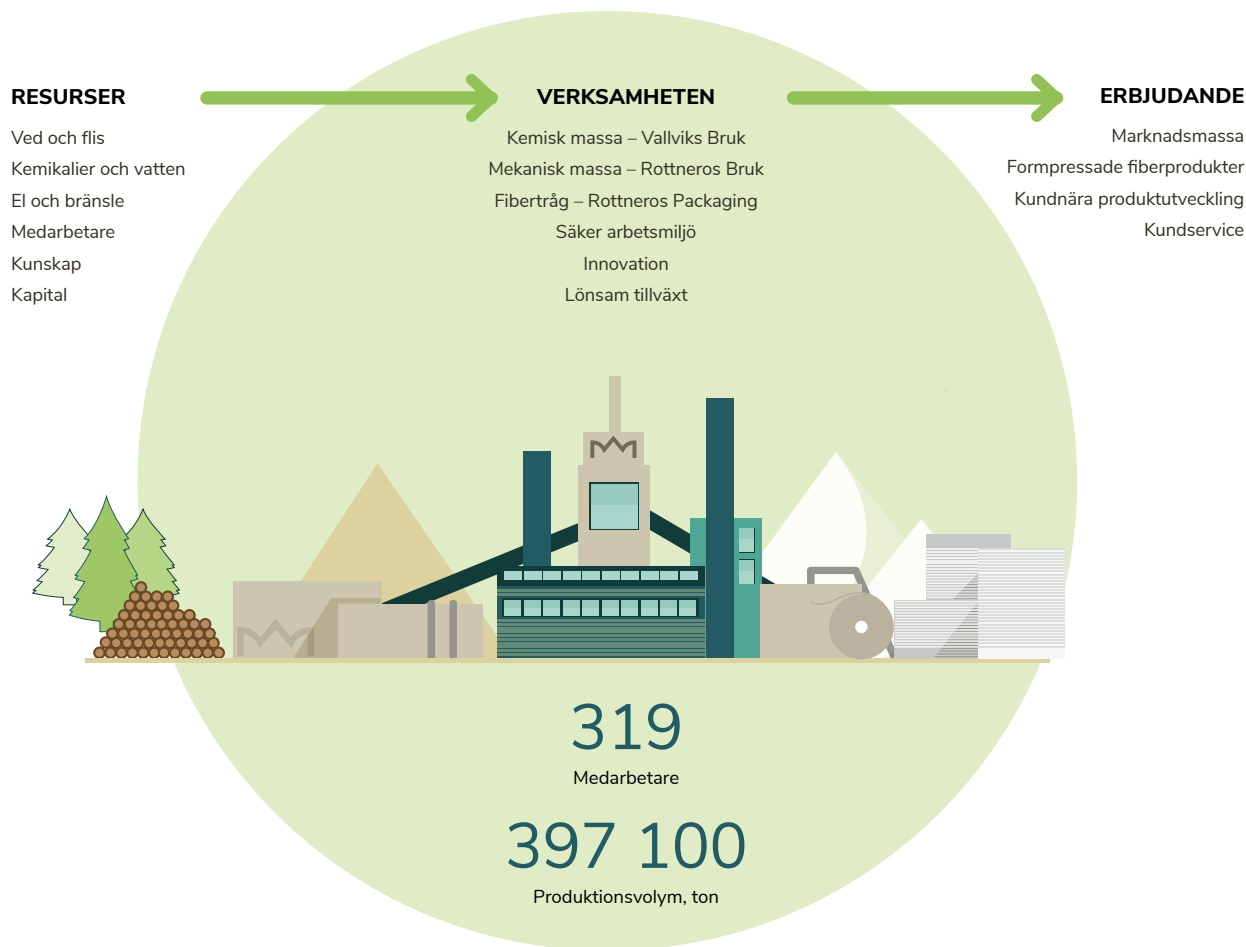 RESURSER
Ved och flis
Kemikalier och vatten
El och bränsle
Medarbetare
Kunskap
Kapital
VERKSAMHETEN
Kemisk massa – Vallviks Bruk
Mekanisk massa – Rottneros Bruk
Fibertråg – Rottneros Packaging
Säker arbetsmiljö
Innovation
Lönsam tillväxt
ERBJUDANDE
Marknadsmassa
Formpressade fiberprodukter
Kundnära produktutveckling
Kundservice
319
Medarbetare
397 100
Produktionsvolym, ton